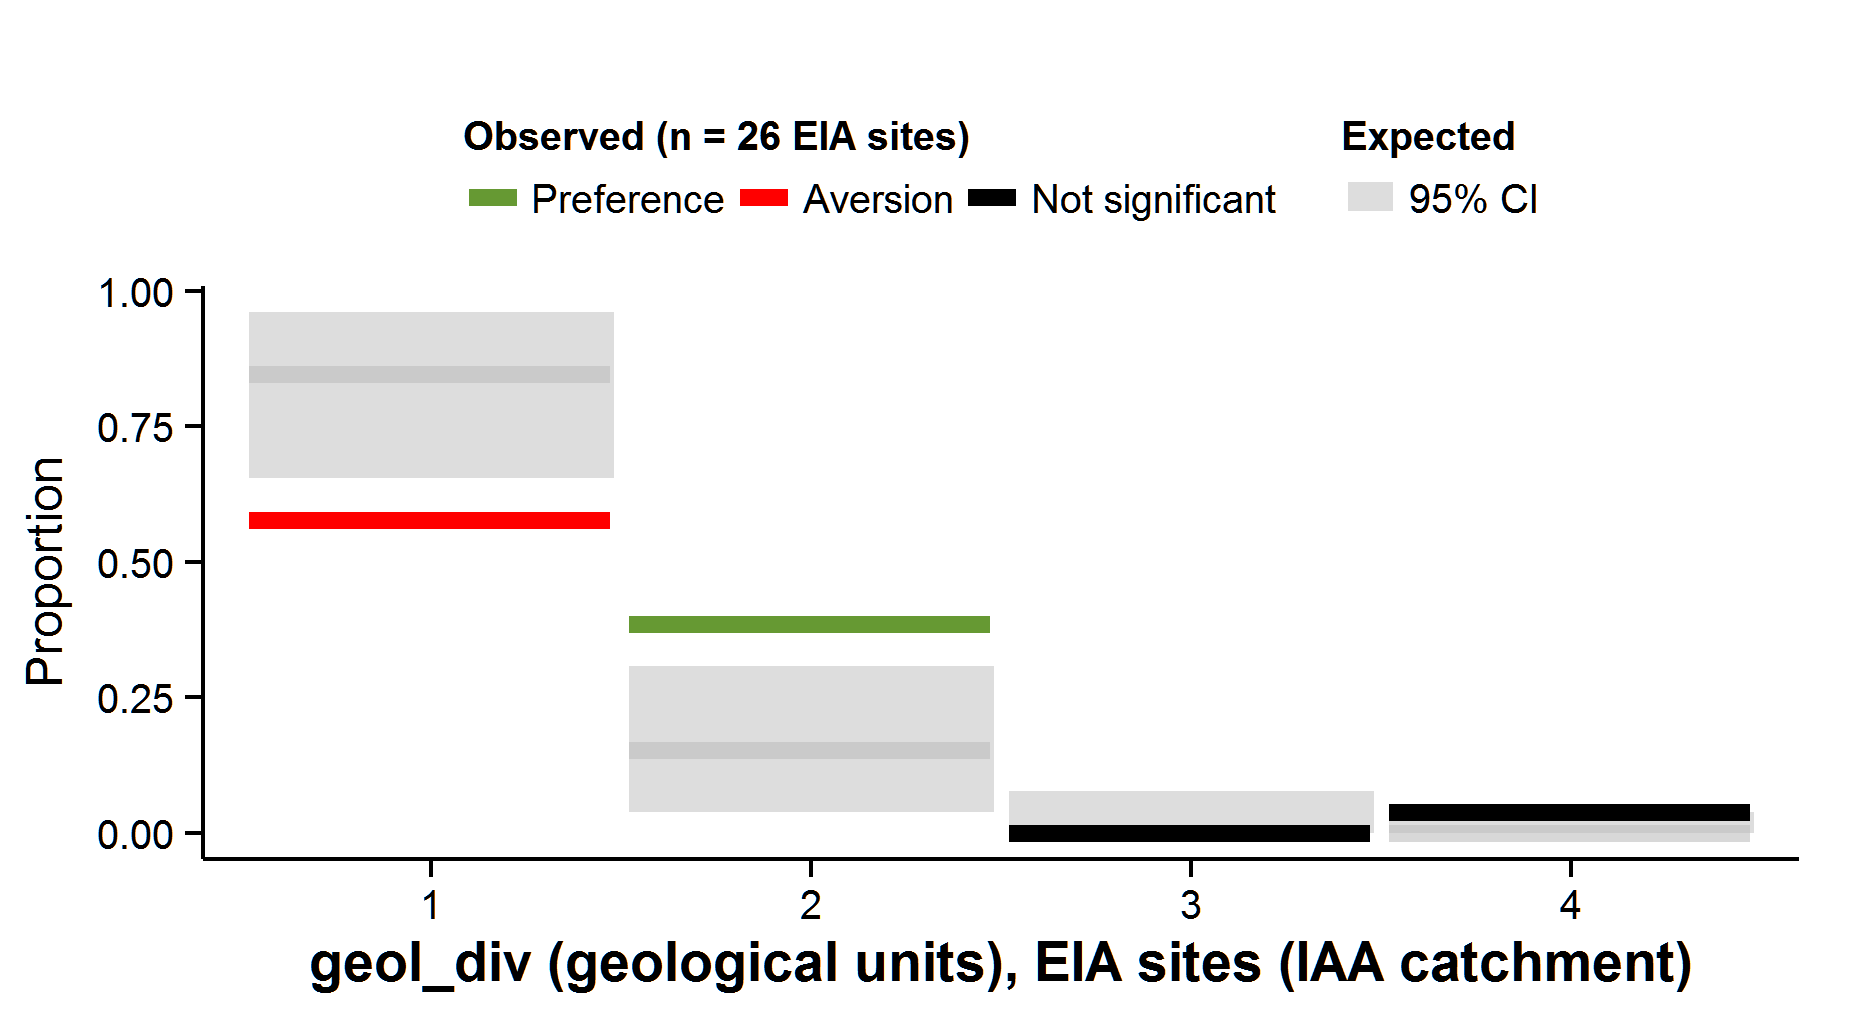 Observed (n = 26 EIA sites) Expected
Preference Aversion Not significant 95% CI
1.00
0.75
0.50
0.25
0.00
Proportion
1 2 3 4
geol_div (geological units), EIA sites (IAA catchment)